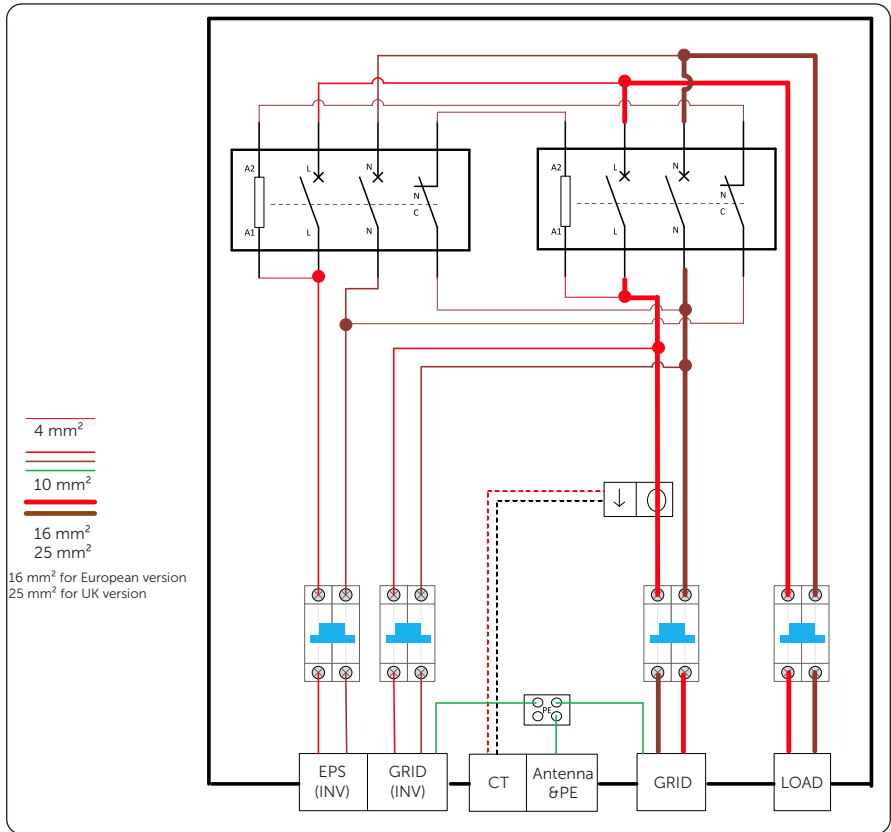 A2
L
N
N
C
A1
L
N
A2
L
N
N
C
A1
L
N
4 mm²
10 mm²
16 mm²
25 mm²
16 mm² for European version
25 mm² for UK version
PE
EPS
(INV)
GRID
(INV)
CT
Antenna
&PE
GRID
LOAD